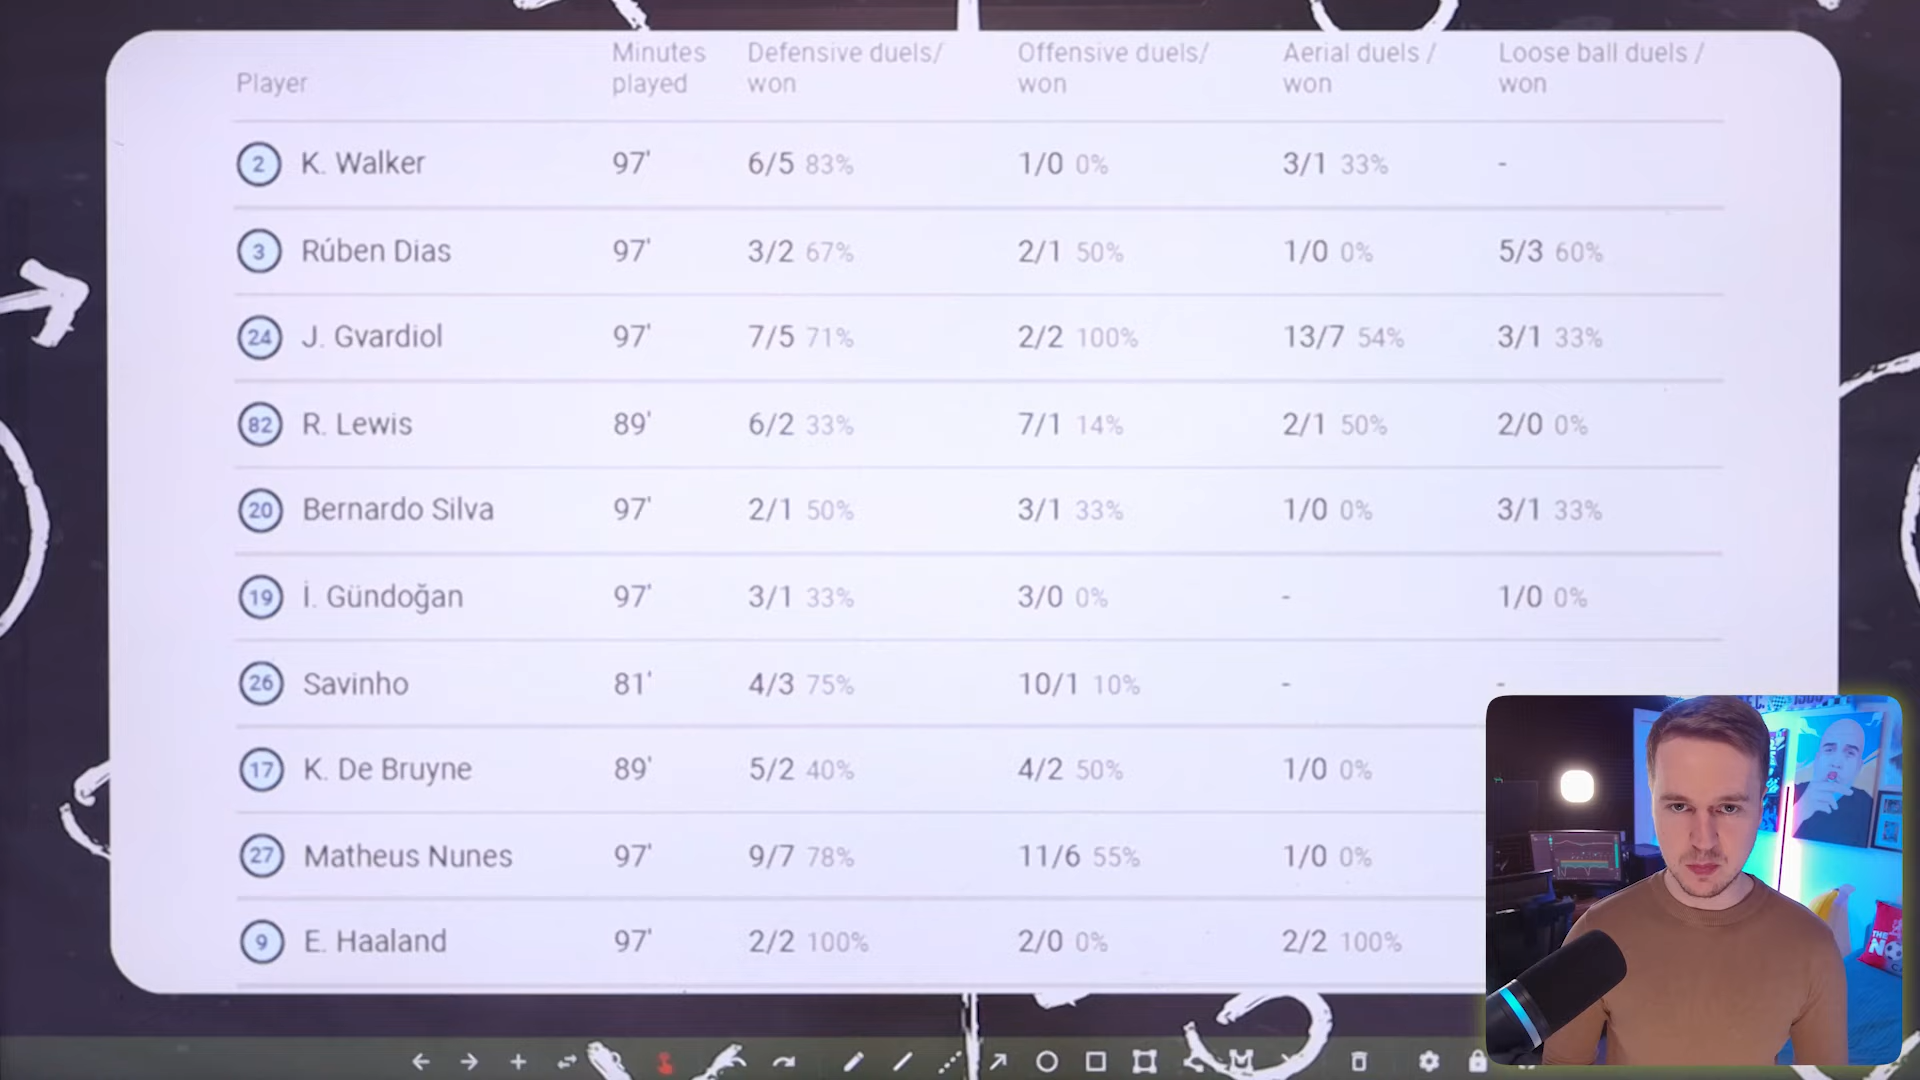 Player Minutes played Defensive duels/ won Offensive duels/ won Aerial duels / won Loose ball duels / won
2 K. Walker 97' 6/5 83% 1/0 0% 3/1 33% -
3 Rúben Dias 97' 3/2 67% 2/1 50% 1/0 0% 5/3 60%
24 J. Gvardiol 97' 7/5 71% 2/2 100% 13/7 54% 3/1 33%
82 R. Lewis 89' 6/2 33% 7/1 14% 2/1 50% 2/0 0%
20 Bernardo Silva 97' 2/1 50% 3/1 33% 1/0 0% 3/1 33%
19 İ. Gündoğan 97' 3/1 33% 3/0 0% - 1/0 0%
26 Savinho 81' 4/3 75% 10/1 10% - -
17 K. De Bruyne 89' 5/2 40% 4/2 50% 1/0 0%
27 Matheus Nunes 97' 9/7 78% 11/6 55% 1/0 0%
9 E. Haaland 97' 2/2 100% 2/0 0% 2/2 100%
THE